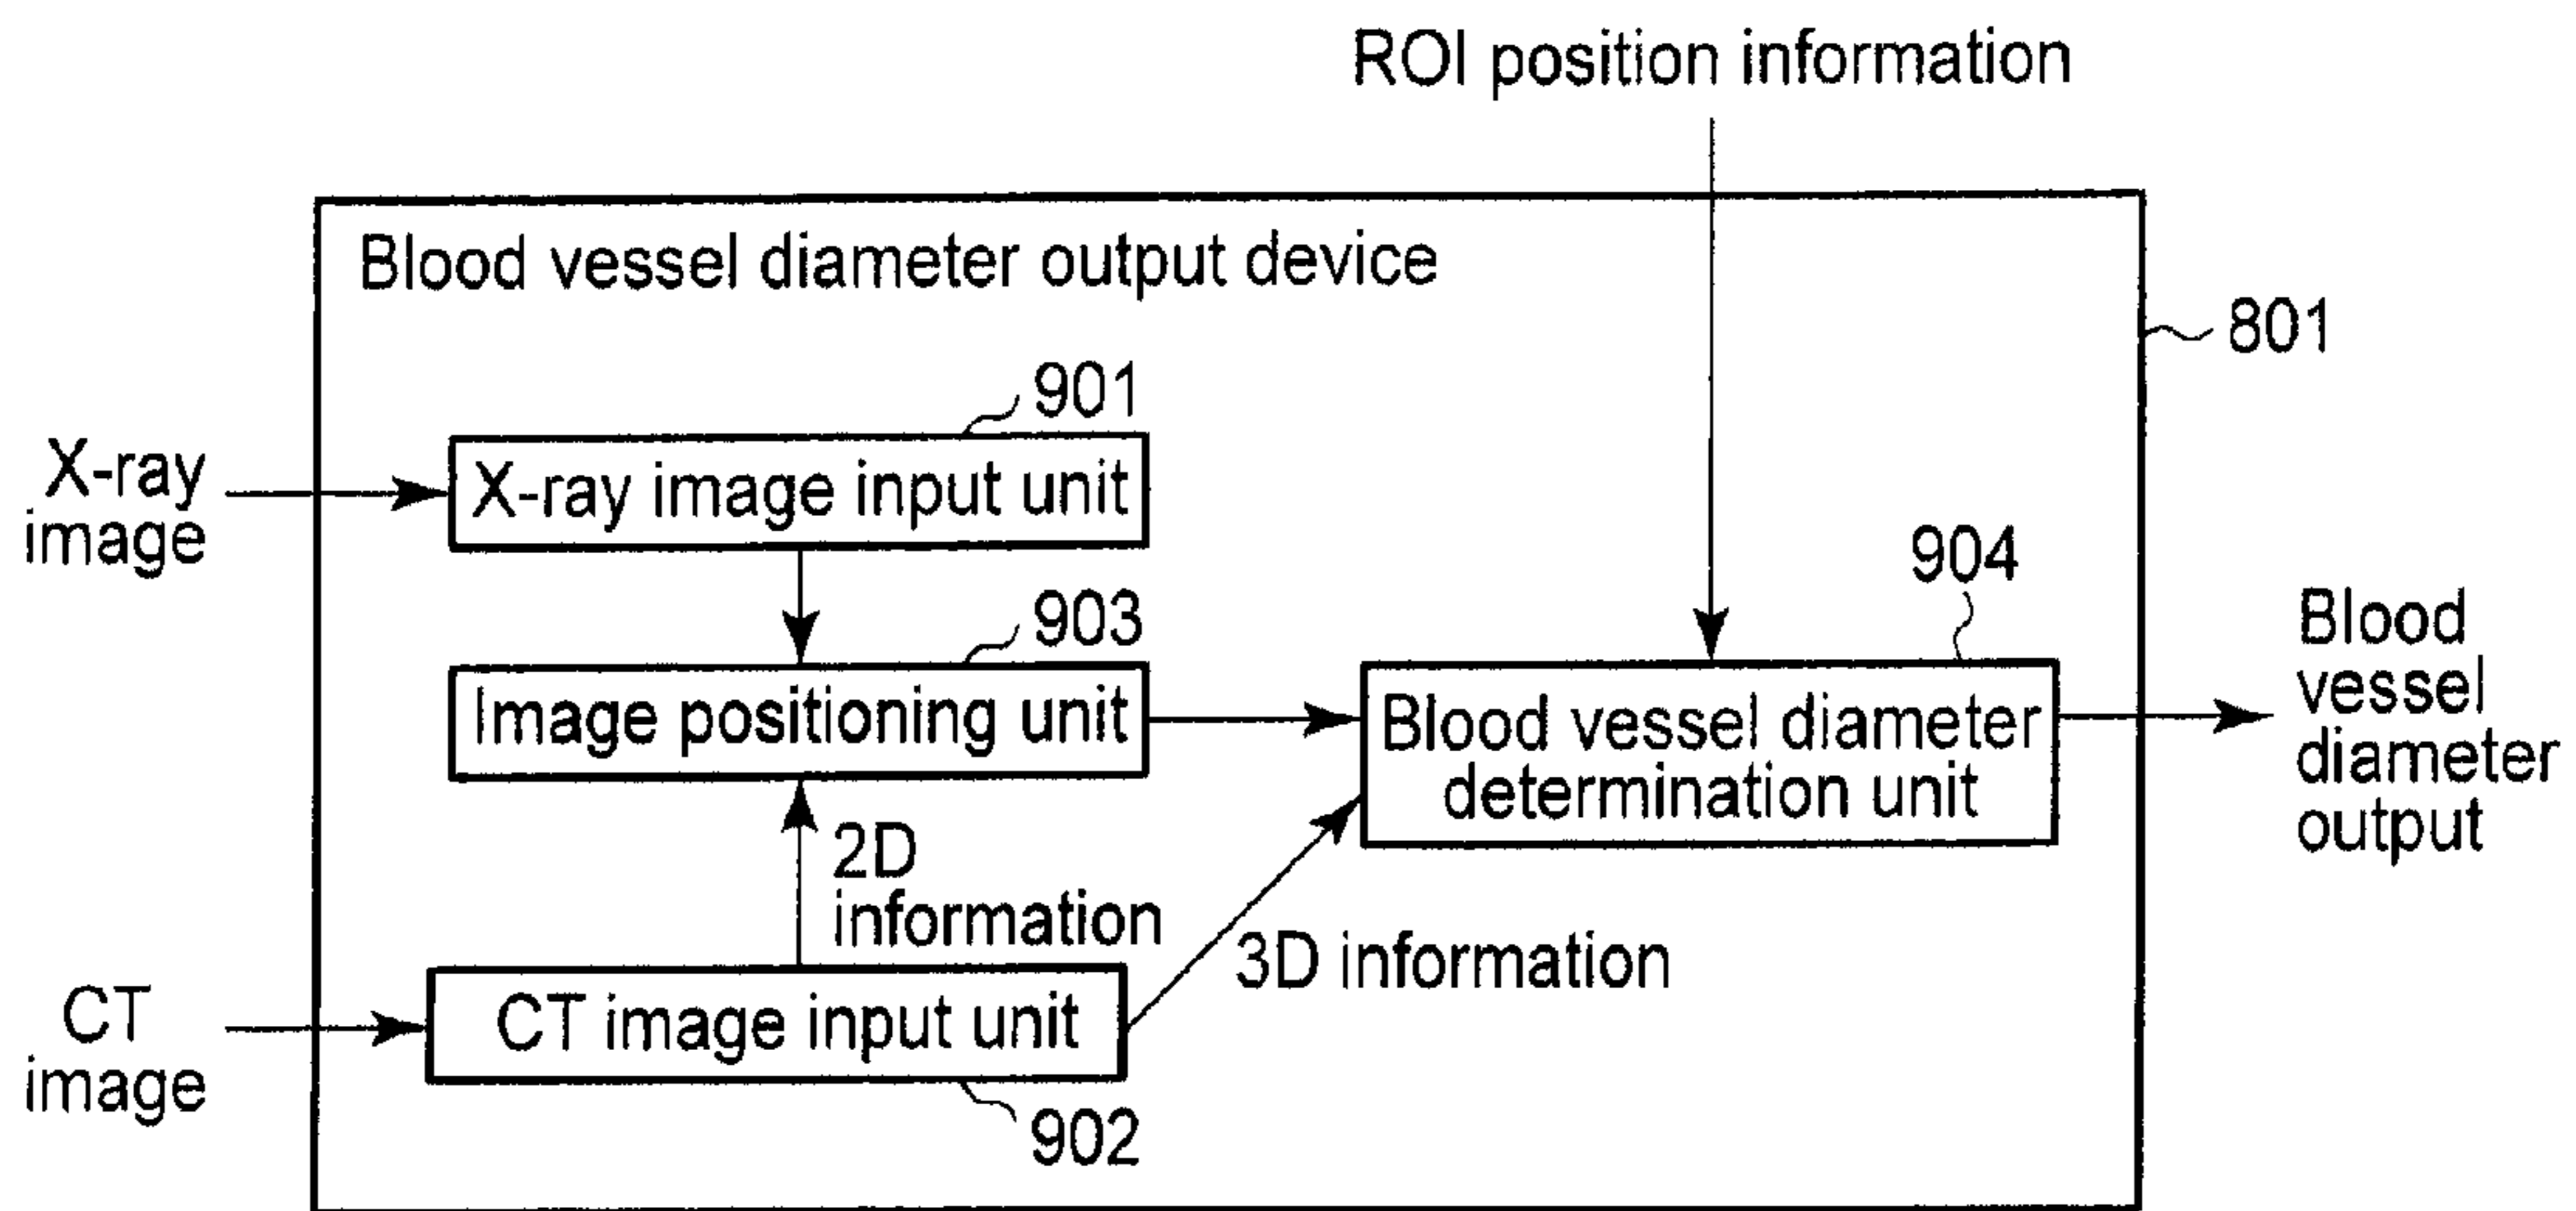 ROI position information
Blood vessel diameter output device
801
901
X-ray
image
X-ray image input unit
903
904
Image positioning unit
Blood vessel diameter
determination unit
Blood
vessel
diameter
output
2D
information
3D information
CT
image
CT image input unit
902